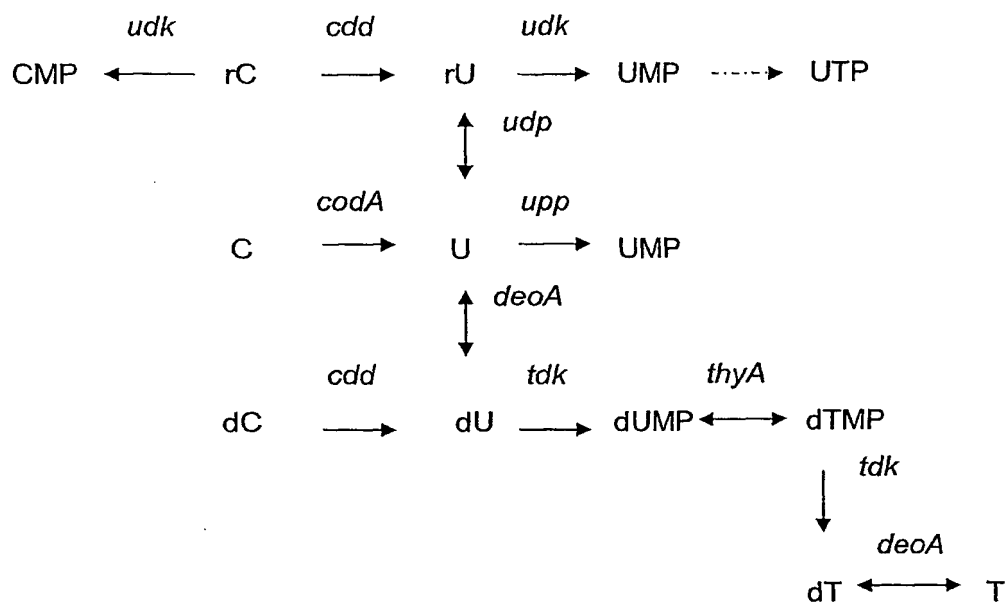 udk cdd udk
CMP rC rU UMP UTP
udp
codA upp
C U UMP
deoA
cdd tdk thyA
dC dU dUMP dTMP
tdk
deoA
dT T